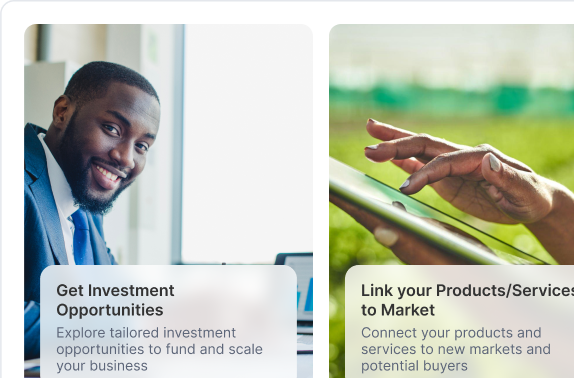 Get Investment
Opportunities
Explore tailored investment
opportunities to fund and scale
your business
Link your Products/Services
to Market
Connect your products and
services to new markets and
potential buyers